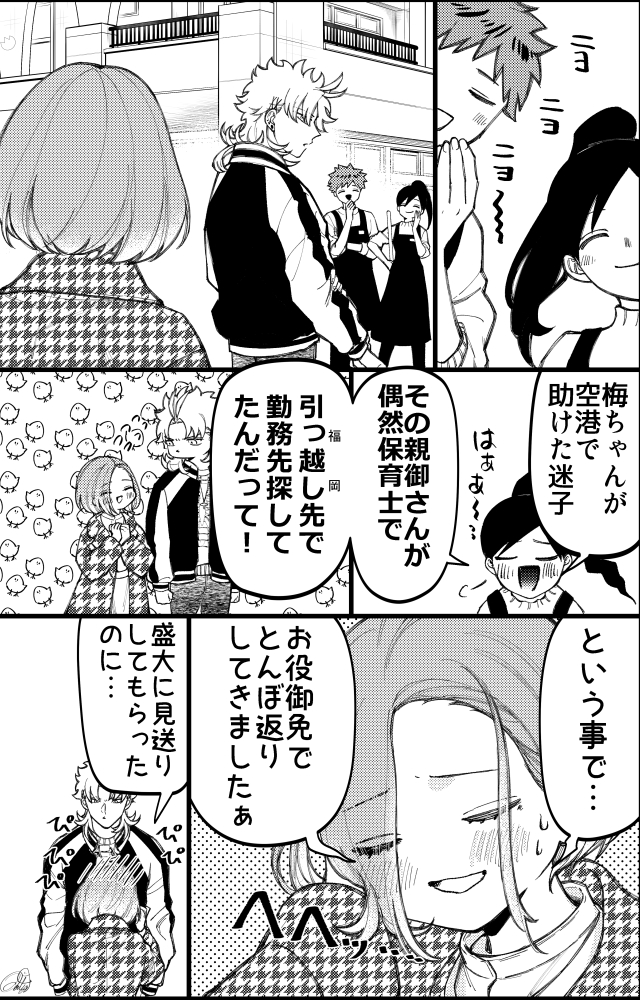 ニヨ
ニヨ〜
梅ちゃんが
空港で
助けた迷子
はぁあ〜
その親御さんが
偶然保育士で
引っ越し先で
福岡
勤務先探して
たんだって！
という事で…
お役御免で
とんぼ返り
してきましたぁ
へへッ……
盛大に見送り
してもらった
のに…
ぴぴぴ
ぴぴぴ